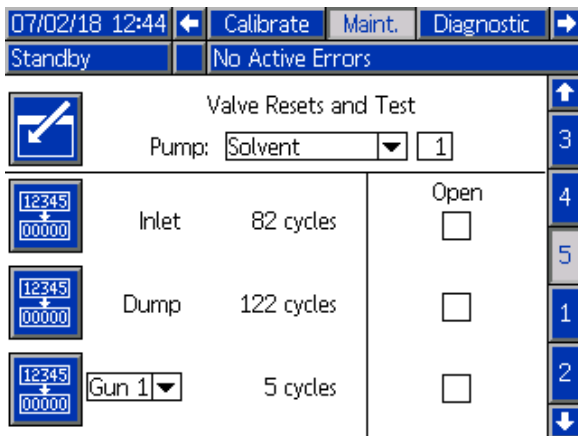 07/02/18 12:44 Calibrate Maint. Diagnostic
Standby No Active Errors
Valve Resets and Test
Pump: Solvent 1
3
12345
00000
Inlet 82 cycles
Open
4
5
12345
00000
Dump 122 cycles
1
12345
00000
Gun 1 5 cycles
2